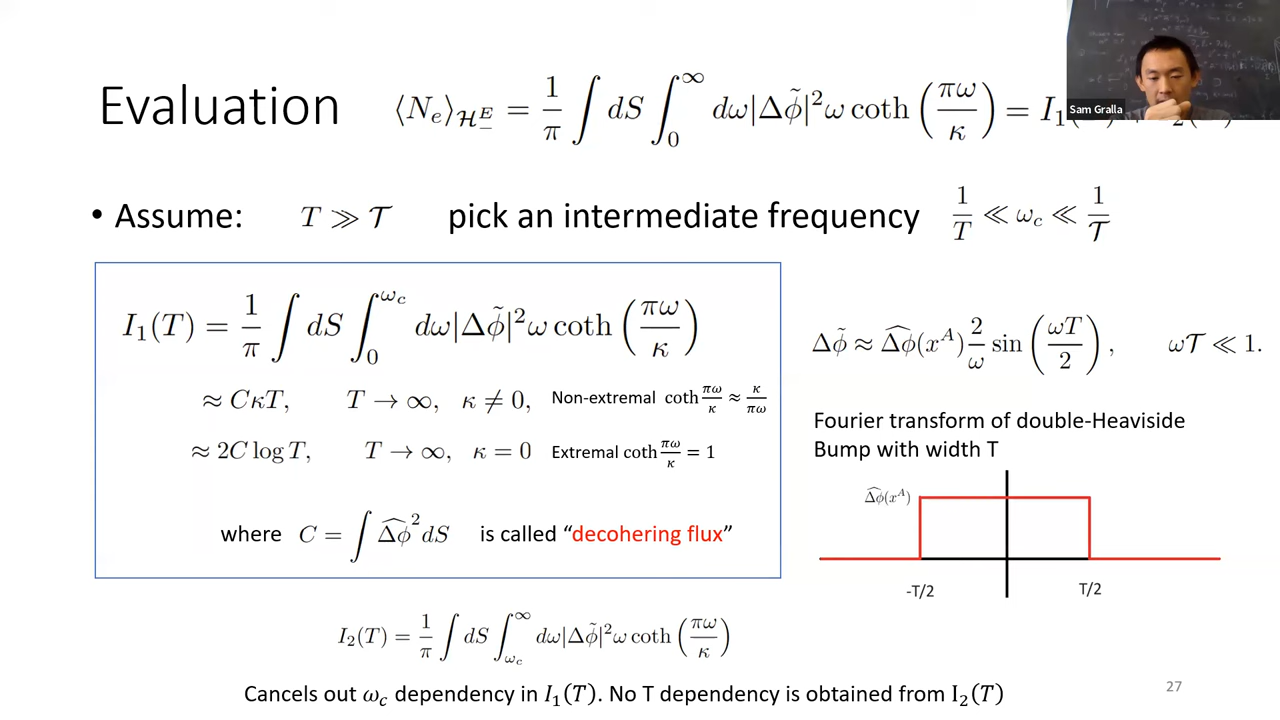 Sam Gralla
Evaluation ⟨N_e⟩_{ℋ^E_-} = 1/π ∫ dS ∫_0^∞ dω|Δφ̃|²ω coth(πω/κ) = I
• Assume: T ≫ 𝒯 pick an intermediate frequency 1/T ≪ ω_c ≪ 1/𝒯
I₁(T) = 1/π ∫ dS ∫_0^{ω_c} dω|Δφ̃|²ω coth(πω/κ)
≈ CκT, T → ∞, κ ≠ 0, Non-extremal coth πω/κ ≈ κ/πω
≈ 2C log T, T → ∞, κ = 0 Extremal coth πω/κ = 1
where C = ∫ \widehat{Δφ}² dS is called “decohering flux”
Δφ̃ ≈ \widehat{Δφ}(x^A) 2/ω sin(ωT/2), ω𝒯 ≪ 1.
Fourier transform of double-Heaviside
Bump with width T
\widehat{Δφ}(x^A)
-T/2 T/2
I₂(T) = 1/π ∫ dS ∫_{ω_c}^∞ dω|Δφ̃|²ω coth(πω/κ)
Cancels out ω_c dependency in I₁(T). No T dependency is obtained from I₂(T)
27